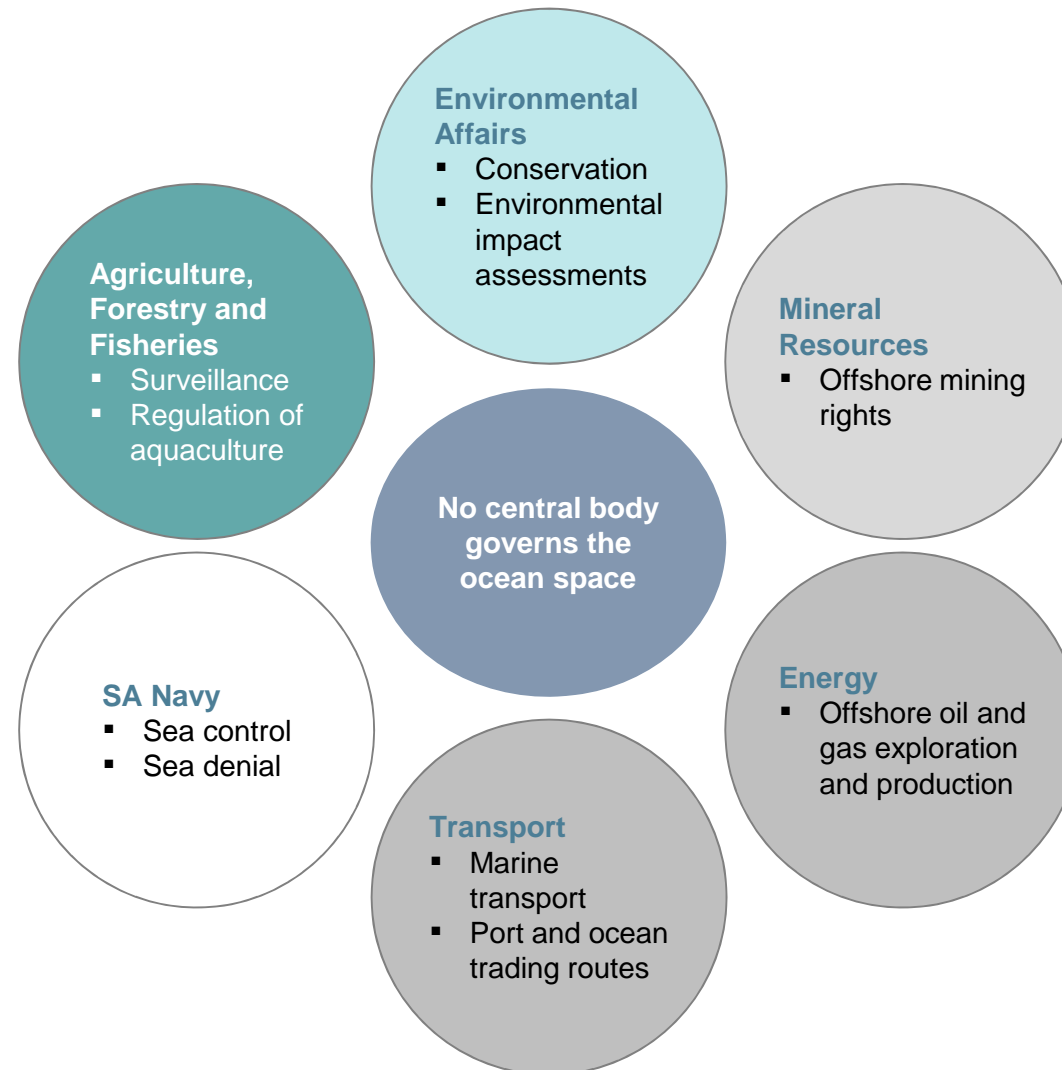 Environmental
Affairs
▪ Conservation
▪ Environmental
impact
assessments
Agriculture,
Forestry and
Fisheries
▪ Surveillance
▪ Regulation of
aquaculture
Mineral
Resources
▪ Offshore mining
rights
No central body
governs the
ocean space
SA Navy
▪ Sea control
▪ Sea denial
Energy
▪ Offshore oil and
gas exploration
and production
Transport
▪ Marine
transport
▪ Port and ocean
trading routes